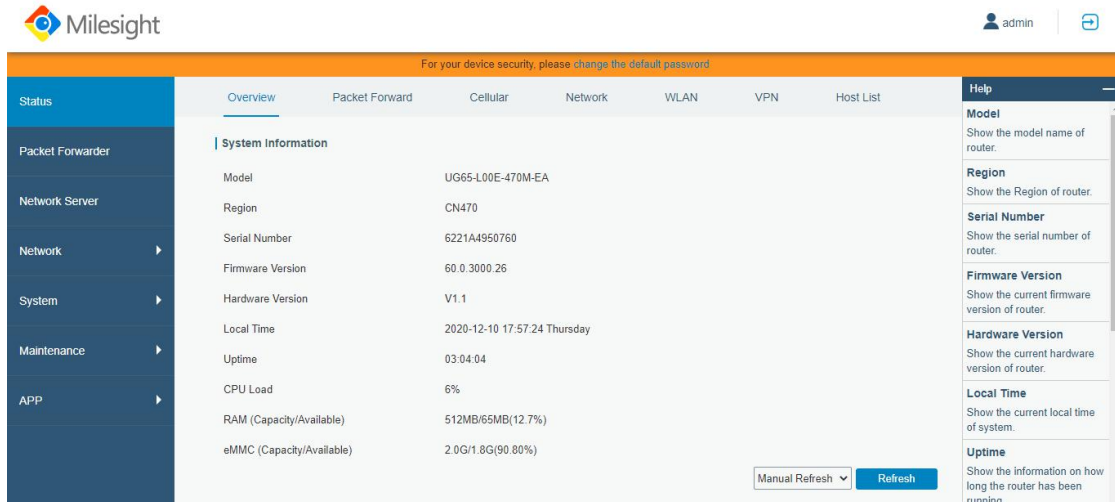 Milesight
admin
For your device security, please change the default password
Status
Packet Forwarder
Network Server
Network
System
Maintenance
APP
Overview Packet Forward Cellular Network WLAN VPN Host List
System Information
Model UG65-L00E-470M-EA
Region CN470
Serial Number 6221A4950760
Firmware Version 60.0.3000.26
Hardware Version V1.1
Local Time 2020-12-10 17:57:24 Thursday
Uptime 03:04:04
CPU Load 6%
RAM (Capacity/Available) 512MB/65MB(12.7%)
eMMC (Capacity/Available) 2.0G/1.8G(90.80%)
Manual Refresh Refresh
Help
Model
Show the model name of
router.
Region
Show the Region of router.
Serial Number
Show the serial number of
router.
Firmware Version
Show the current firmware
version of router.
Hardware Version
Show the current hardware
version of router.
Local Time
Show the current local time
of system.
Uptime
Show the information on how
long the router has been
running.